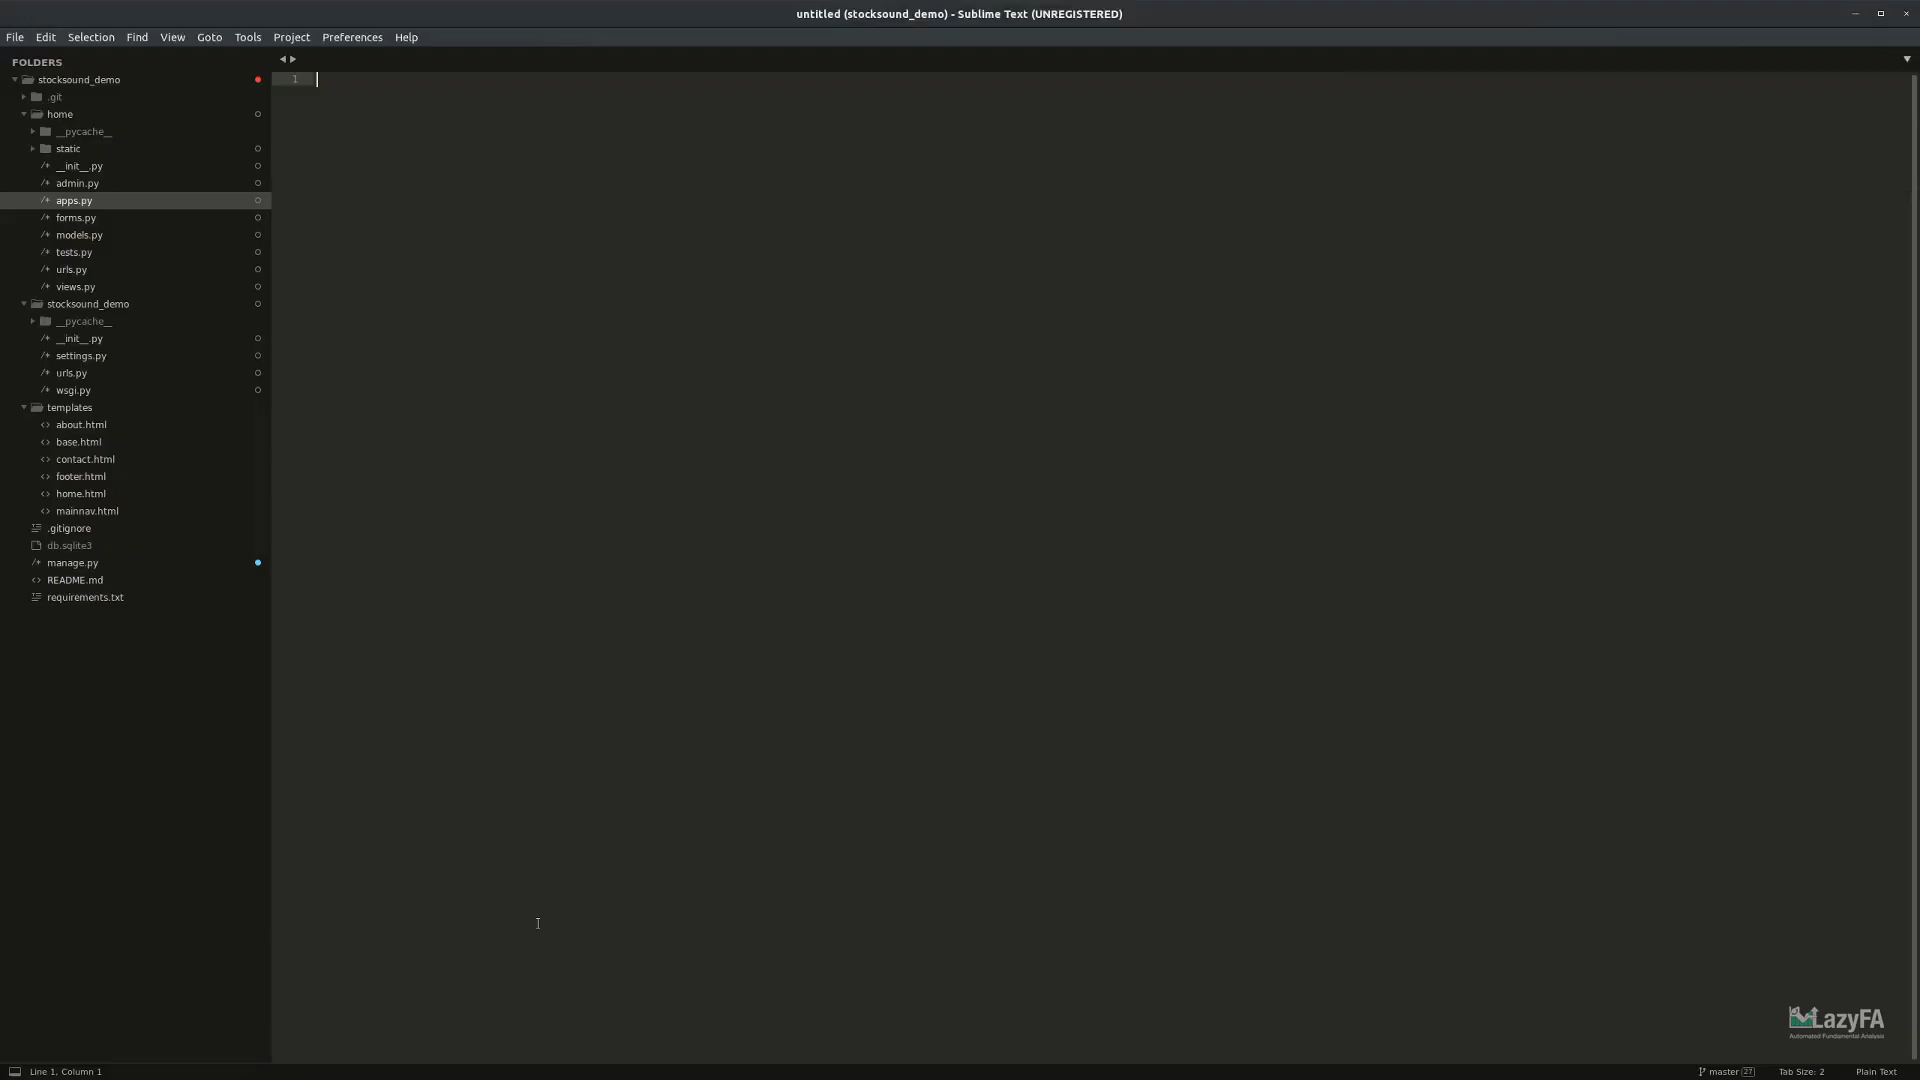 untitled (stocksound_demo) - Sublime Text (UNREGISTERED)
File Edit Selection Find View Goto Tools Project Preferences Help
FOLDERS
stocksound_demo
.git
home
__pycache__
static
__init__.py
admin.py
apps.py
forms.py
models.py
tests.py
urls.py
views.py
stocksound_demo
__pycache__
__init__.py
settings.py
urls.py
wsgi.py
templates
about.html
base.html
contact.html
footer.html
home.html
mainnav.html
.gitignore
db.sqlite3
manage.py
README.md
requirements.txt
1
LazyFA
Automated Fundamental Analysis
Line 1, Column 1
master 27 Tab Size: 2 Plain Text